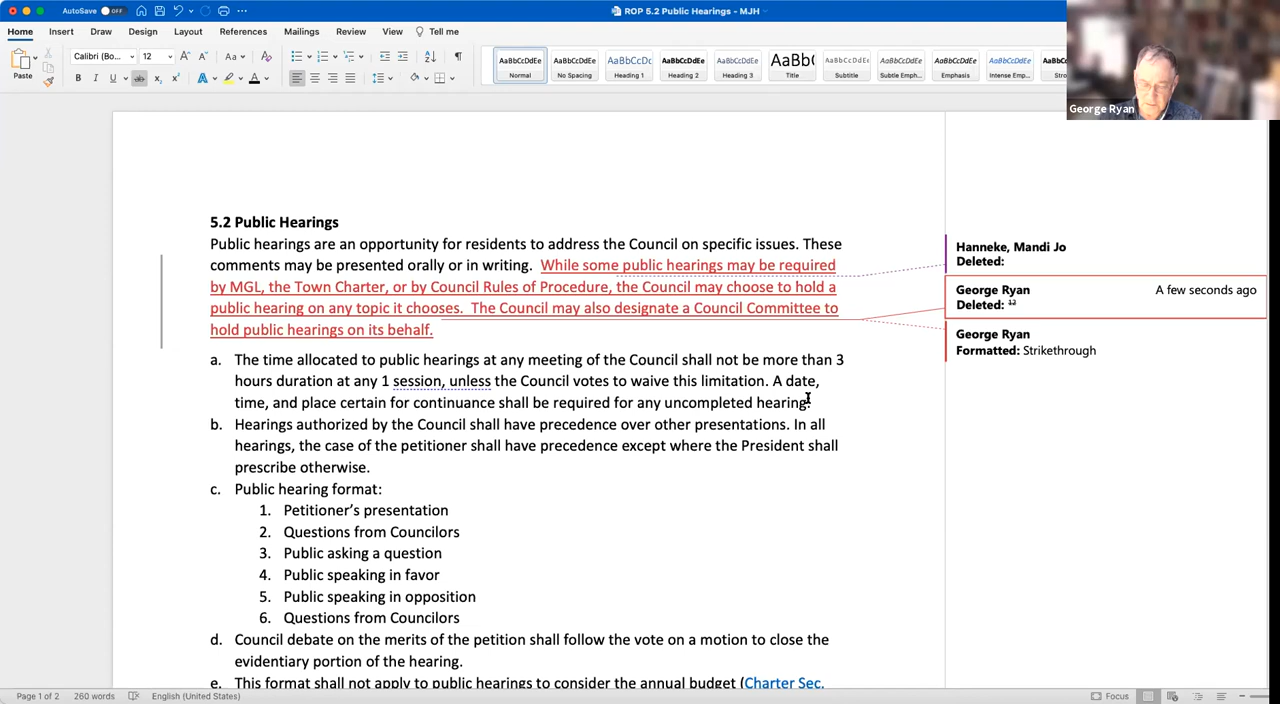 AutoSave OFF
ROP 5.2 Public Hearings - MJH
Home Insert Draw Design Layout References Mailings Review View Tell me
Paste
Calibri (Bo... 12
AaBbCcDdEe Normal
AaBbCcDdEe No Spacing
AaBbCcDc Heading 1
AaBbCcDdEe Heading 2
AaBbCcDdEe Heading 3
AaBb( Title
AaBbCcDdEe Subtitle
AaBbCcDdEe Subtle Emph...
AaBbCcDdEe Emphasis
AaBbCcDdEe Intense Emp...
George Ryan
5.2 Public Hearings
Public hearings are an opportunity for residents to address the Council on specific issues. These
comments may be presented orally or in writing. While some public hearings may be required
by MGL, the Town Charter, or by Council Rules of Procedure, the Council may choose to hold a
public hearing on any topic it chooses. The Council may also designate a Council Committee to
hold public hearings on its behalf.
a. The time allocated to public hearings at any meeting of the Council shall not be more than 3
hours duration at any 1 session, unless the Council votes to waive this limitation. A date,
time, and place certain for continuance shall be required for any uncompleted hearing.
b. Hearings authorized by the Council shall have precedence over other presentations. In all
hearings, the case of the petitioner shall have precedence except where the President shall
prescribe otherwise.
c. Public hearing format:
1. Petitioner's presentation
2. Questions from Councilors
3. Public asking a question
4. Public speaking in favor
5. Public speaking in opposition
6. Questions from Councilors
d. Council debate on the merits of the petition shall follow the vote on a motion to close the
evidentiary portion of the hearing.
e. This format shall not apply to public hearings to consider the annual budget (Charter Sec.
Hanneke, Mandi Jo
Deleted:
George Ryan A few seconds ago
Deleted: 12
George Ryan
Formatted: Strikethrough
Page 1 of 2 260 words English (United States) Focus